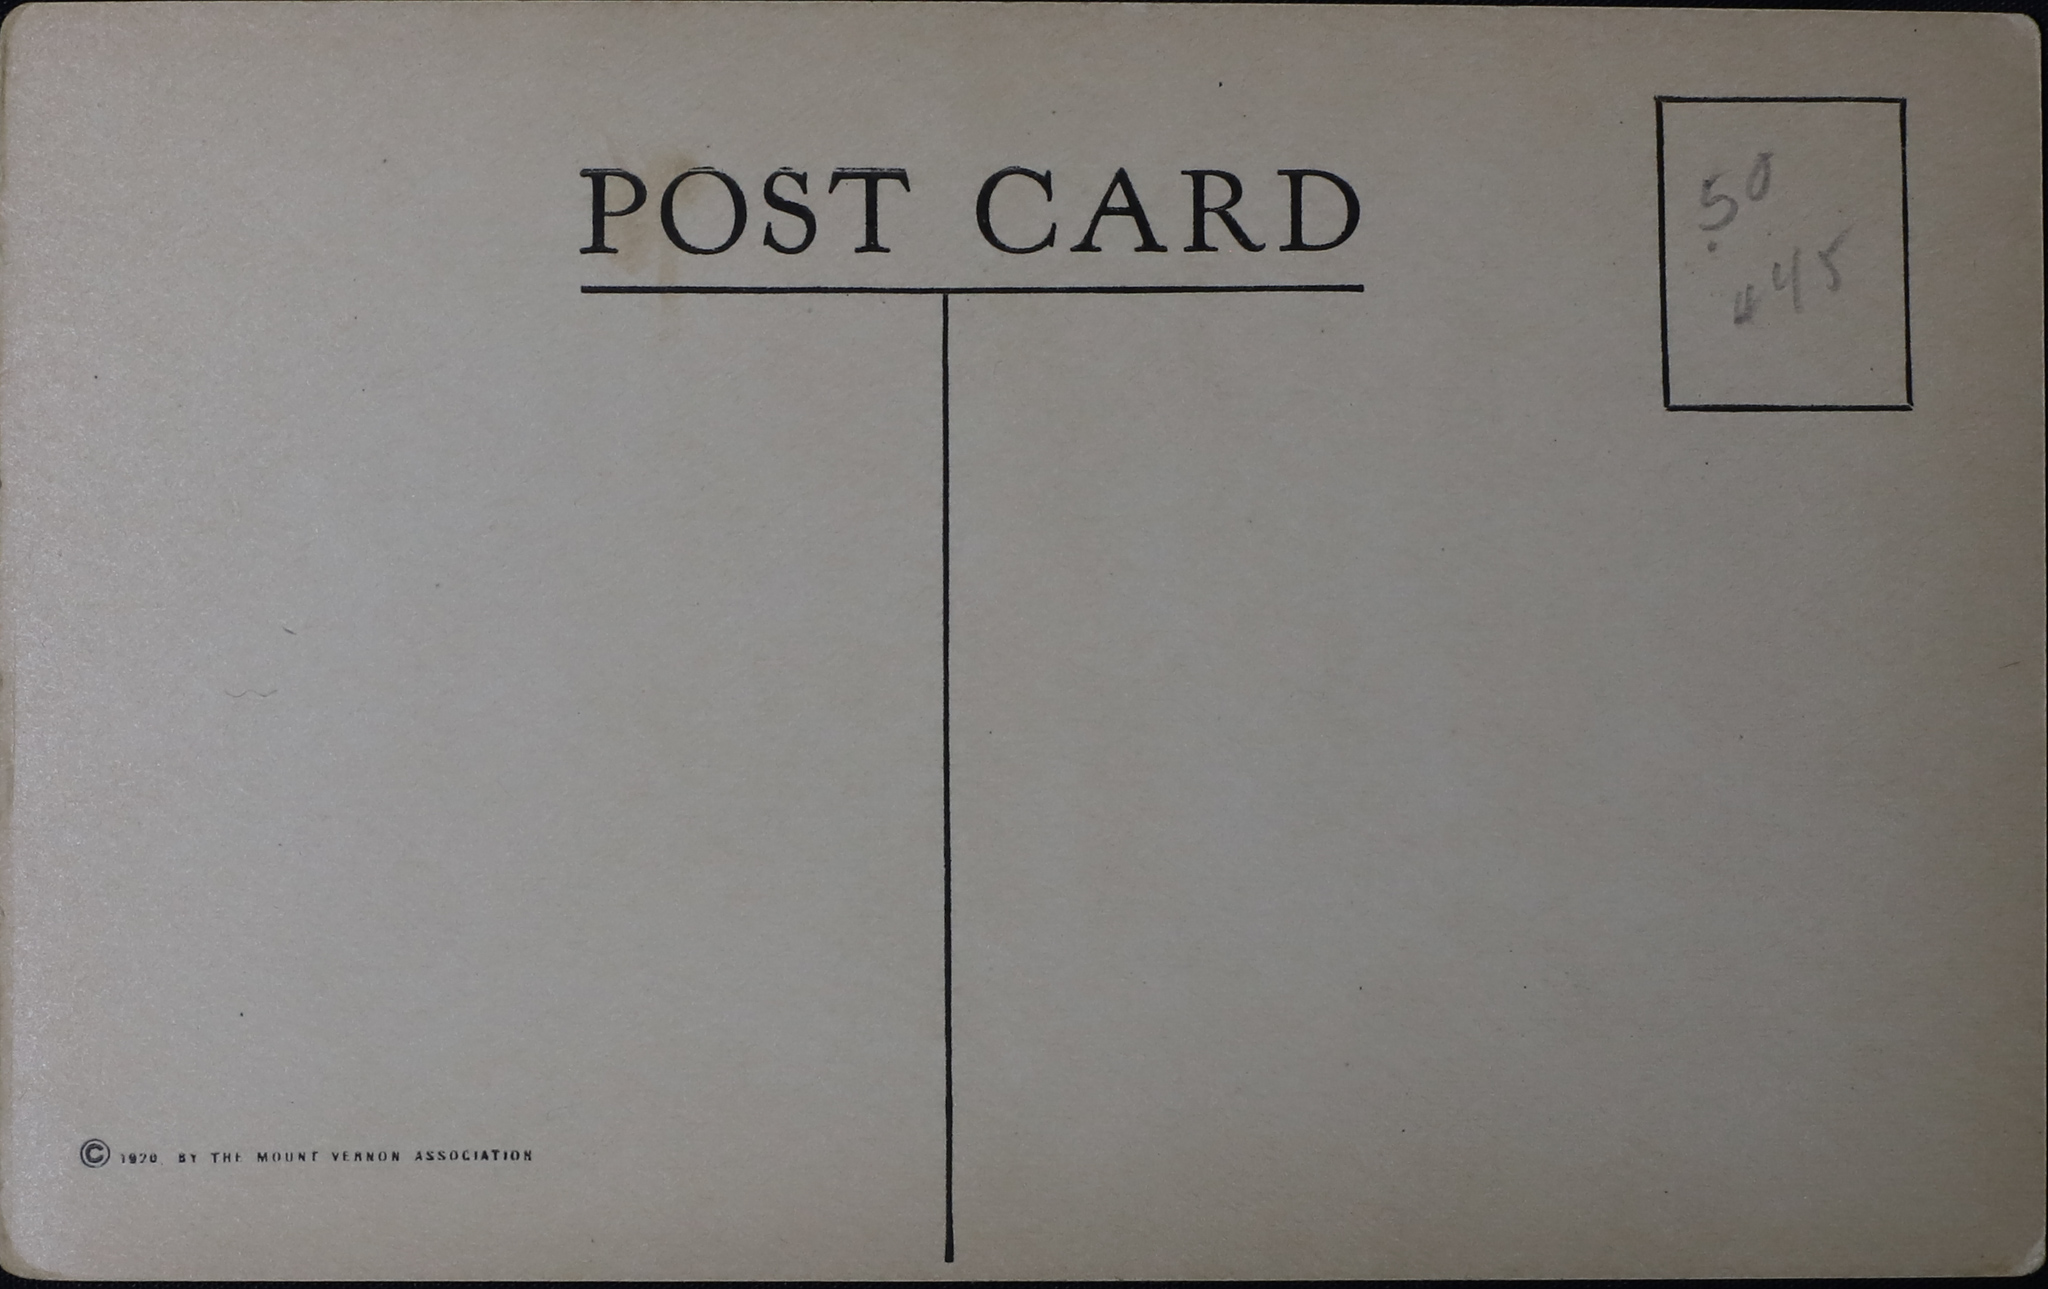 POST CARD
50
45
© 1920, BY THE MOUNT VERNON ASSOCIATION